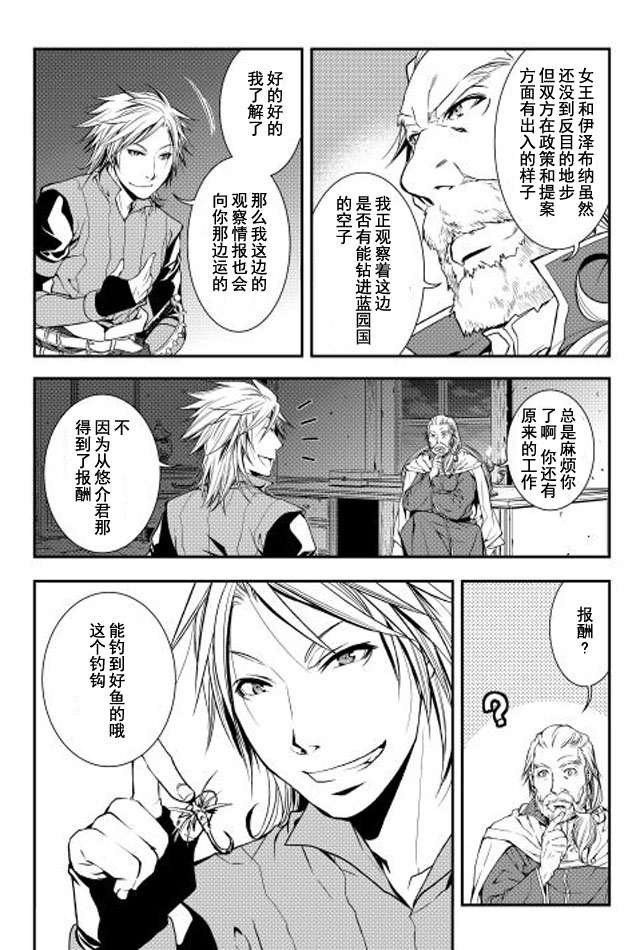 女王和伊泽布纳虽然
还没到反目的地步
但双方在政策和提案
方面有出入的样子
我正观察着这边
是否有能钻进蓝园国
的空子
好的好的
我了解了
那么我这边的
观察情报也会
向你那边运的
总是麻烦你
了啊 你还有
原来的工作
不
因为从悠介君那
得到了报酬
报酬?
?
能钓到好鱼的哦
这个钓钩